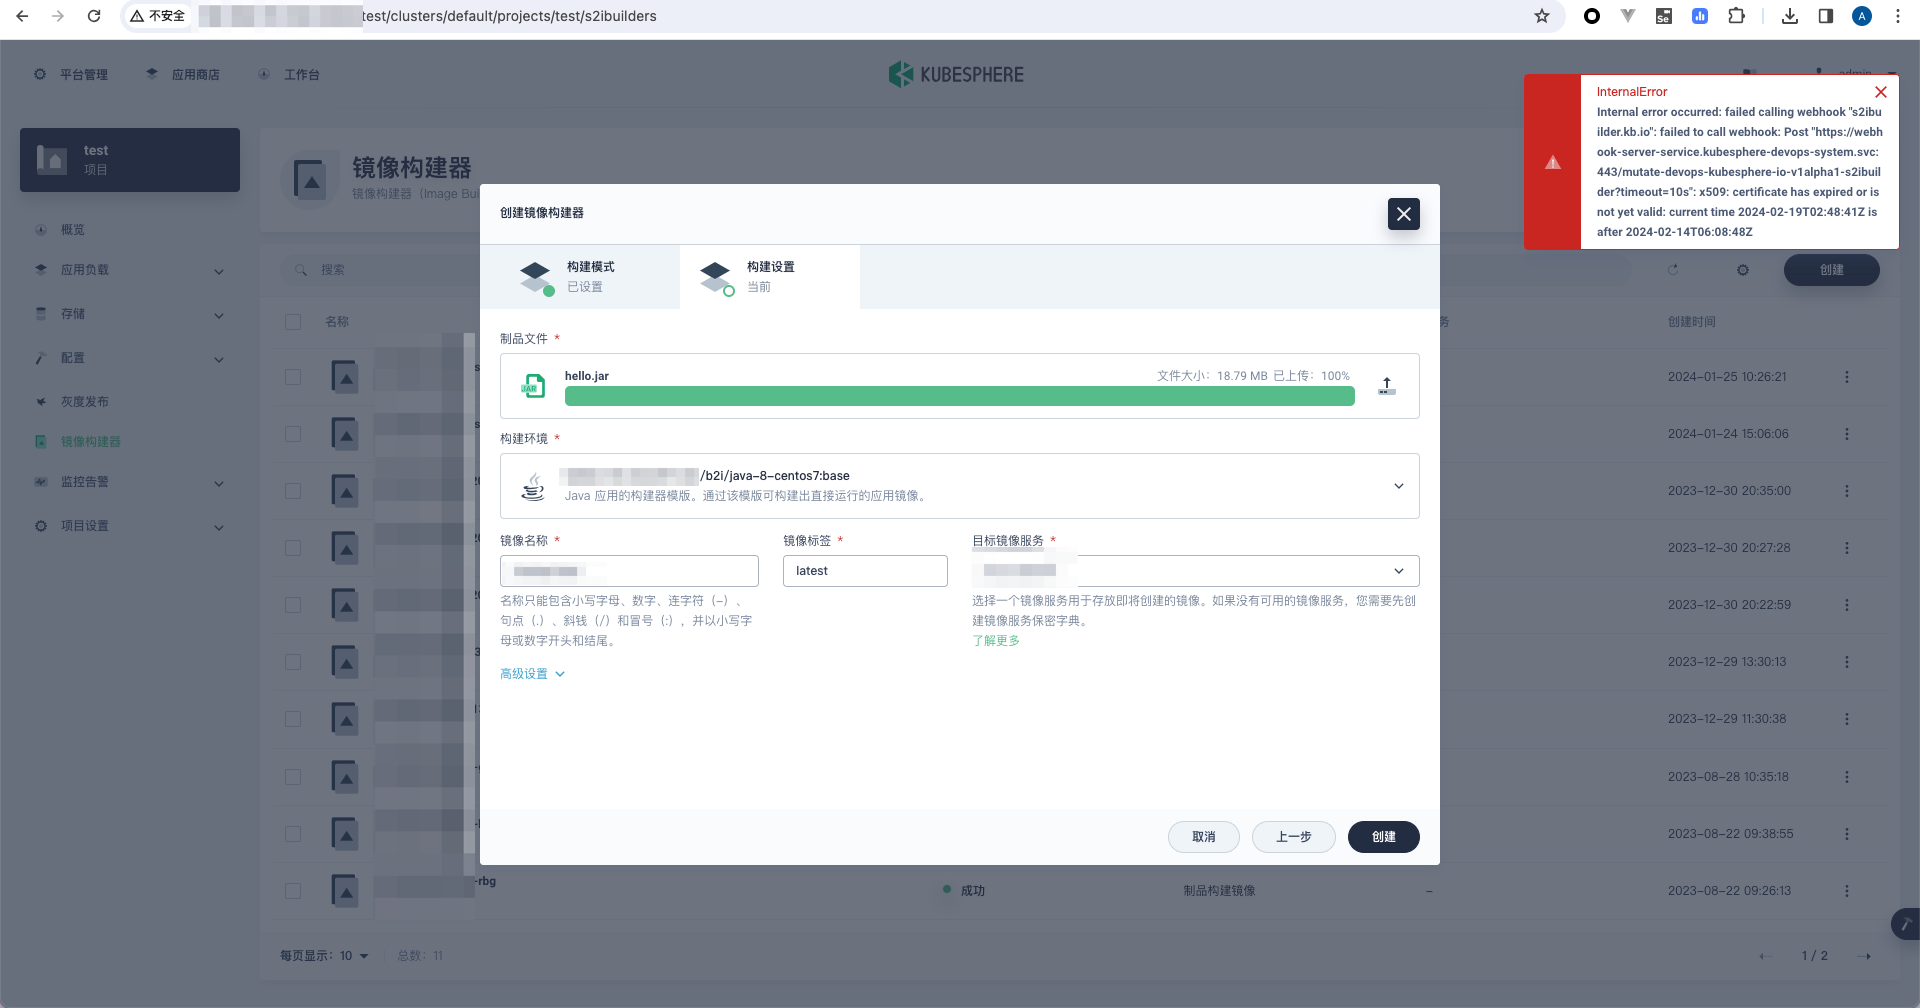 不安全
test/clusters/default/projects/test/s2ibuilders
A
平台管理
应用商店
工作台
KUBESPHERE
admin
InternalError
Internal error occurred: failed calling webhook "s2ibu
ilder.kb.io": failed to call webhook: Post "https://webh
ook-server-service.kubesphere-devops-system.svc:
443/mutate-devops-kubesphere-io-v1alpha1-s2ibuil
der?timeout=10s": x509: certificate has expired or is
not yet valid: current time 2024-02-19T02:48:41Z is
after 2024-02-14T06:08:48Z
test
项目
概览
应用负载
存储
配置
灰度发布
镜像构建器
监控告警
项目设置
镜像构建器
镜像构建器（Image Bui
搜索
创建
名称
务
创建时间
2024-01-25 10:26:21
2024-01-24 15:06:06
2023-12-30 20:35:00
2023-12-30 20:27:28
2023-12-30 20:22:59
2023-12-29 13:30:13
2023-12-29 11:30:38
2023-08-28 10:35:18
2023-08-22 09:38:55
-rbg
成功
制品构建镜像
–
2023-08-22 09:26:13
每页显示：10
总数：11
1 / 2
创建镜像构建器
构建模式
已设置
构建设置
当前
制品文件 *
JAR
hello.jar
文件大小：18.79 MB 已上传：100%
构建环境 *
/b2i/java-8-centos7:base
Java 应用的构建器模版。通过该模版可构建出直接运行的应用镜像。
镜像名称 *
镜像标签 *
目标镜像服务 *
latest
名称只能包含小写字母、数字、连字符（-）、
句点（.）、斜钱（/）和冒号（:），并以小写字
母或数字开头和结尾。
选择一个镜像服务用于存放即将创建的镜像。如果没有可用的镜像服务，您需要先创
建镜像服务保密字典。
了解更多
高级设置
取消
上一步
创建